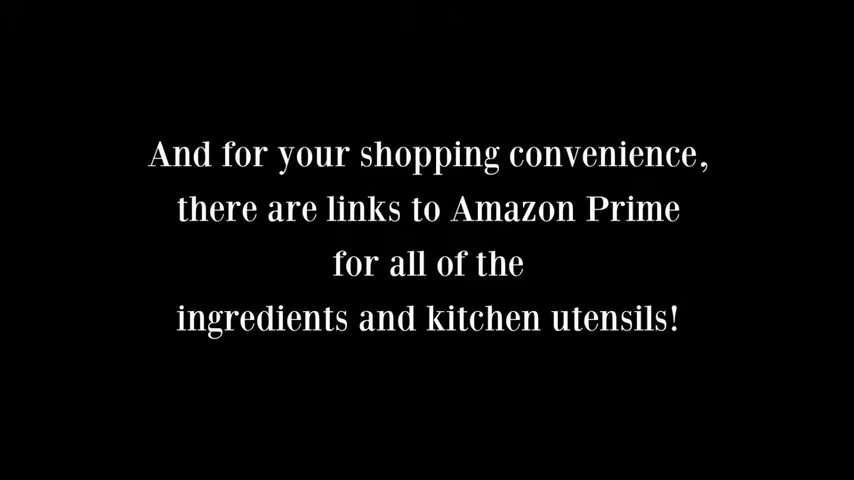 And for your shopping convenience,
there are links to Amazon Prime
for all of the
ingredients and kitchen utensils!